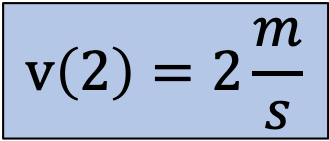 v(2) = 2 m/s